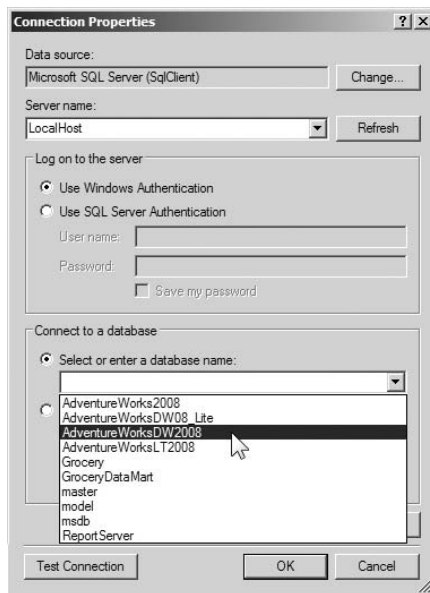 Connection Properties
Data source:
Microsoft SQL Server (SqlClient)
Change...
Server name:
LocalHost
Refresh
Log on to the server
Use Windows Authentication
Use SQL Server Authentication
User name:
Password:
Save my password
Connect to a database
Select or enter a database name:
AdventureWorks2008
AdventureWorksDW08_Lite
AdventureWorksDW2008
AdventureWorksLT2008
Grocery
GroceryDataMart
master
model
msdb
ReportServer
Test Connection
OK
Cancel